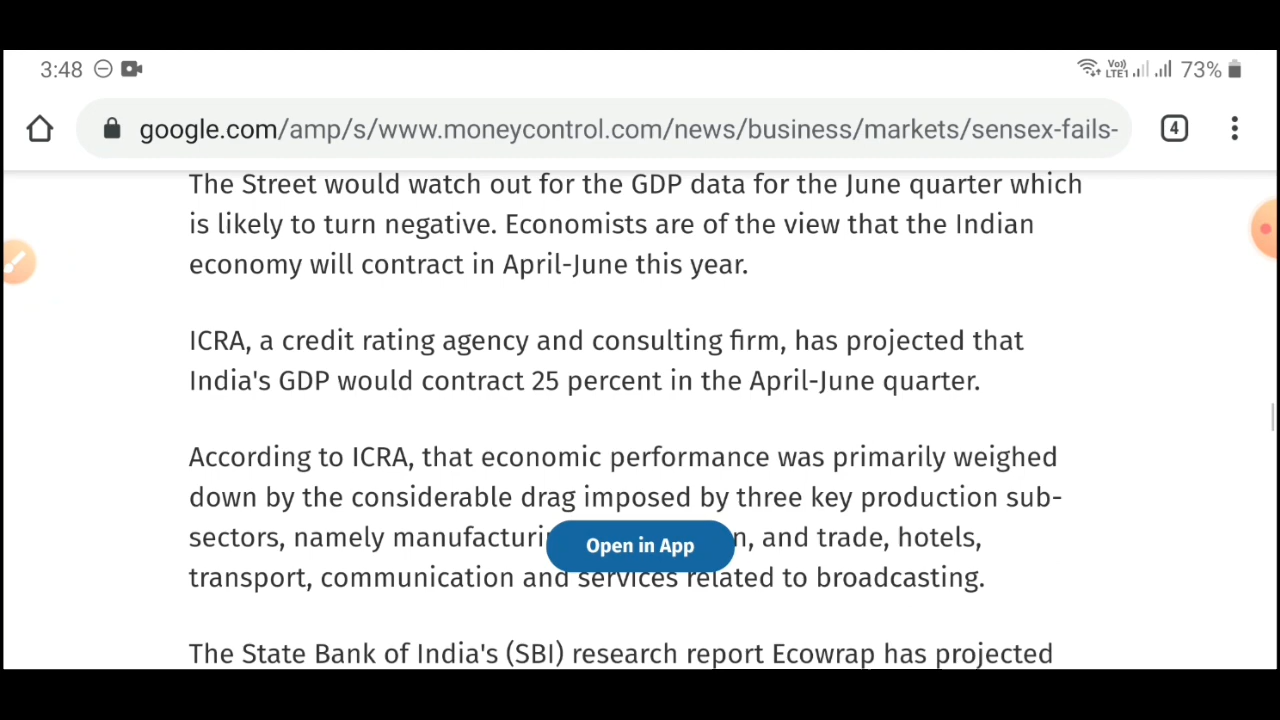 3:48
Vo)) LTE1 73%
google.com/amp/s/www.moneycontrol.com/news/business/markets/sensex-fails-
4
The Street would watch out for the GDP data for the June quarter which
is likely to turn negative. Economists are of the view that the Indian
economy will contract in April-June this year.
ICRA, a credit rating agency and consulting firm, has projected that
India's GDP would contract 25 percent in the April-June quarter.
According to ICRA, that economic performance was primarily weighed
down by the considerable drag imposed by three key production sub-
sectors, namely and trade, hotels,
Open in App
transport, communication and services related to broadcasting.
The State Bank of India's (SBI) research report Ecowrap has projected